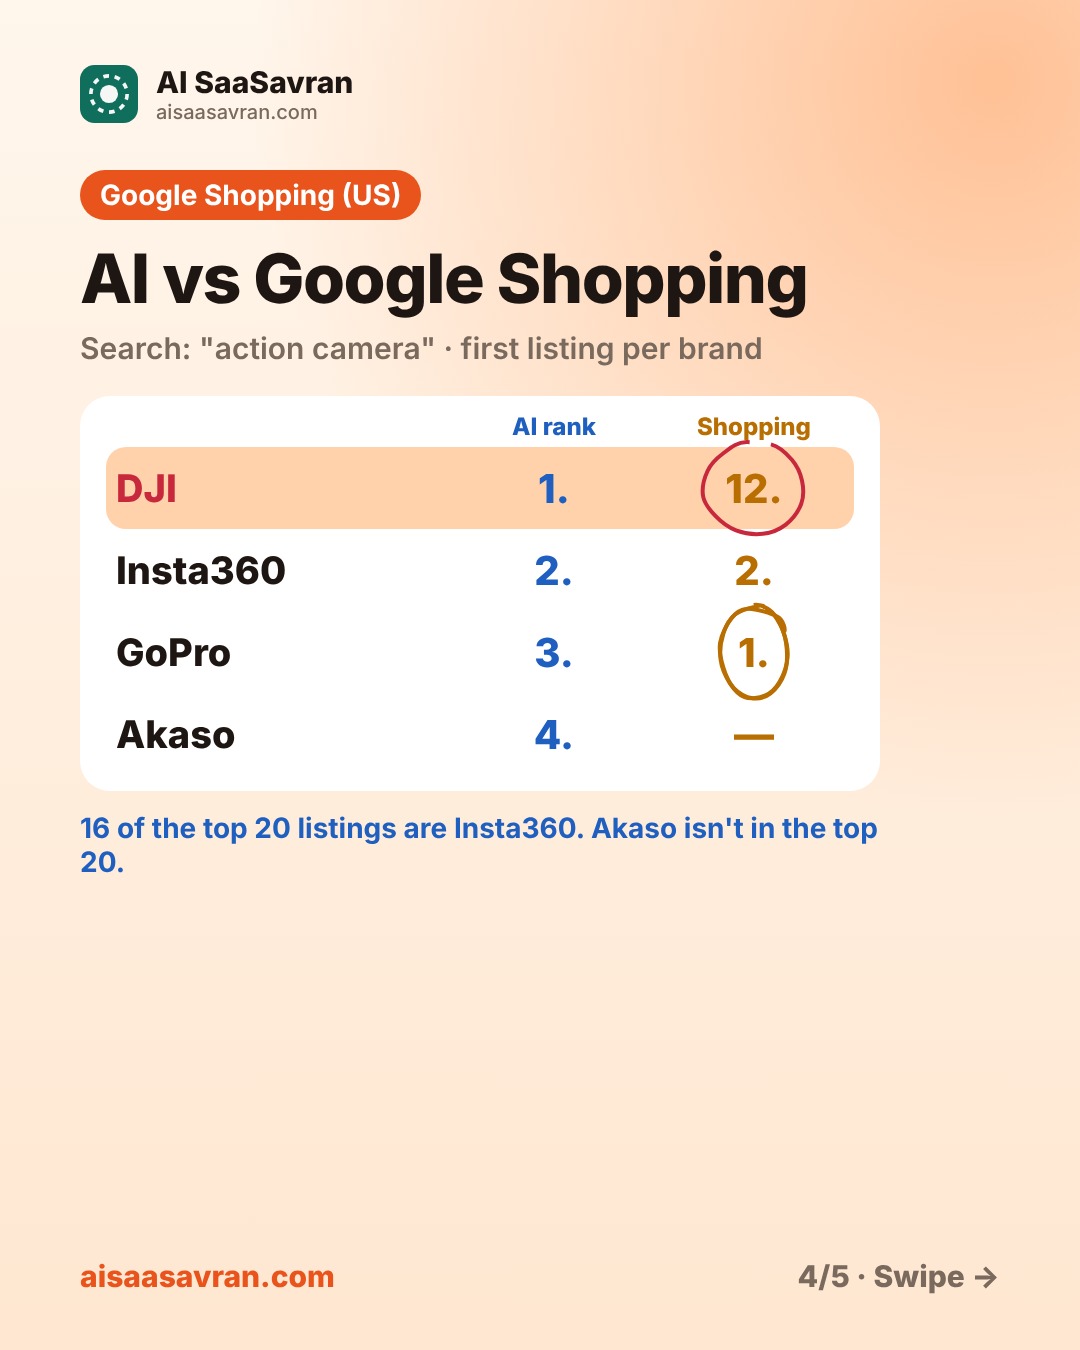 AI SaaSavran
aisaasavran.com
Google Shopping (US)
AI vs Google Shopping
Search: "action camera" · first listing per brand
AI rank Shopping
DJI 1. 12.
Insta360 2. 2.
GoPro 3. 1.
Akaso 4. —
16 of the top 20 listings are Insta360. Akaso isn't in the top
20.
aisaasavran.com 4/5 · Swipe →